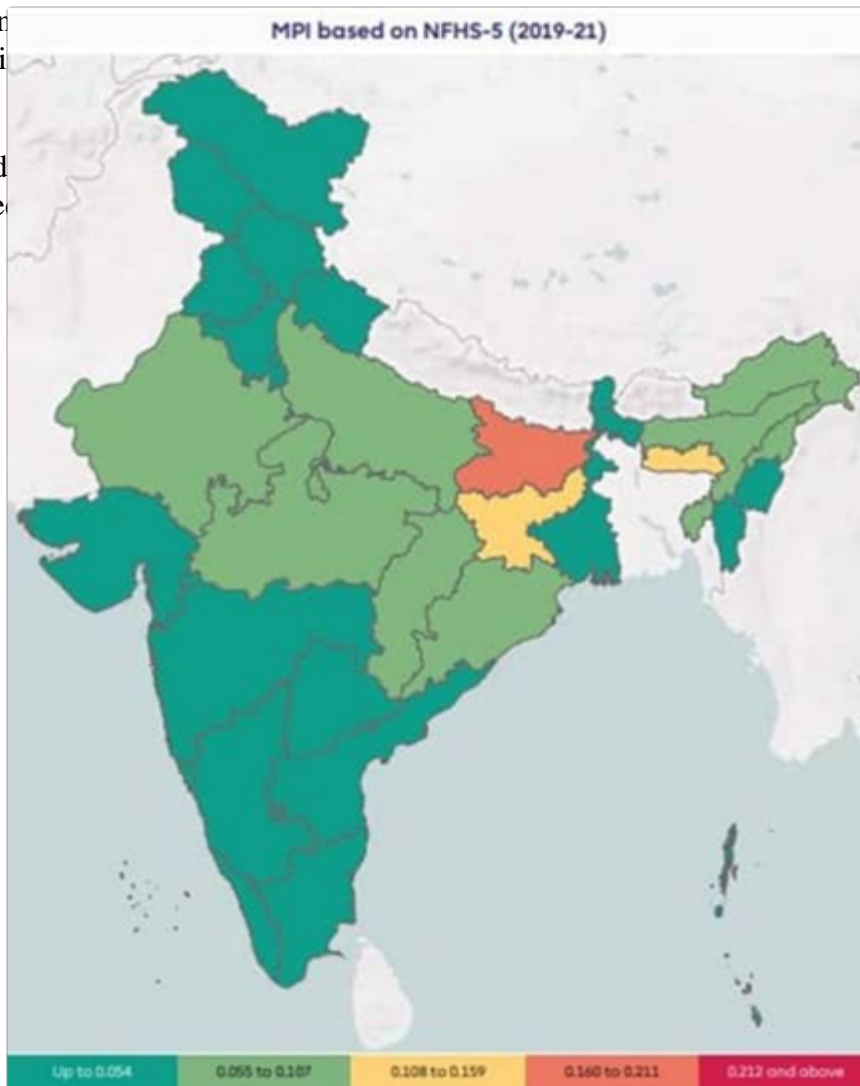 MPI based on NFHS-5 (2019-21)
Up to 0.054
0.055 to 0.107
0.108 to 0.159
0.160 to 0.211
0.212 and above